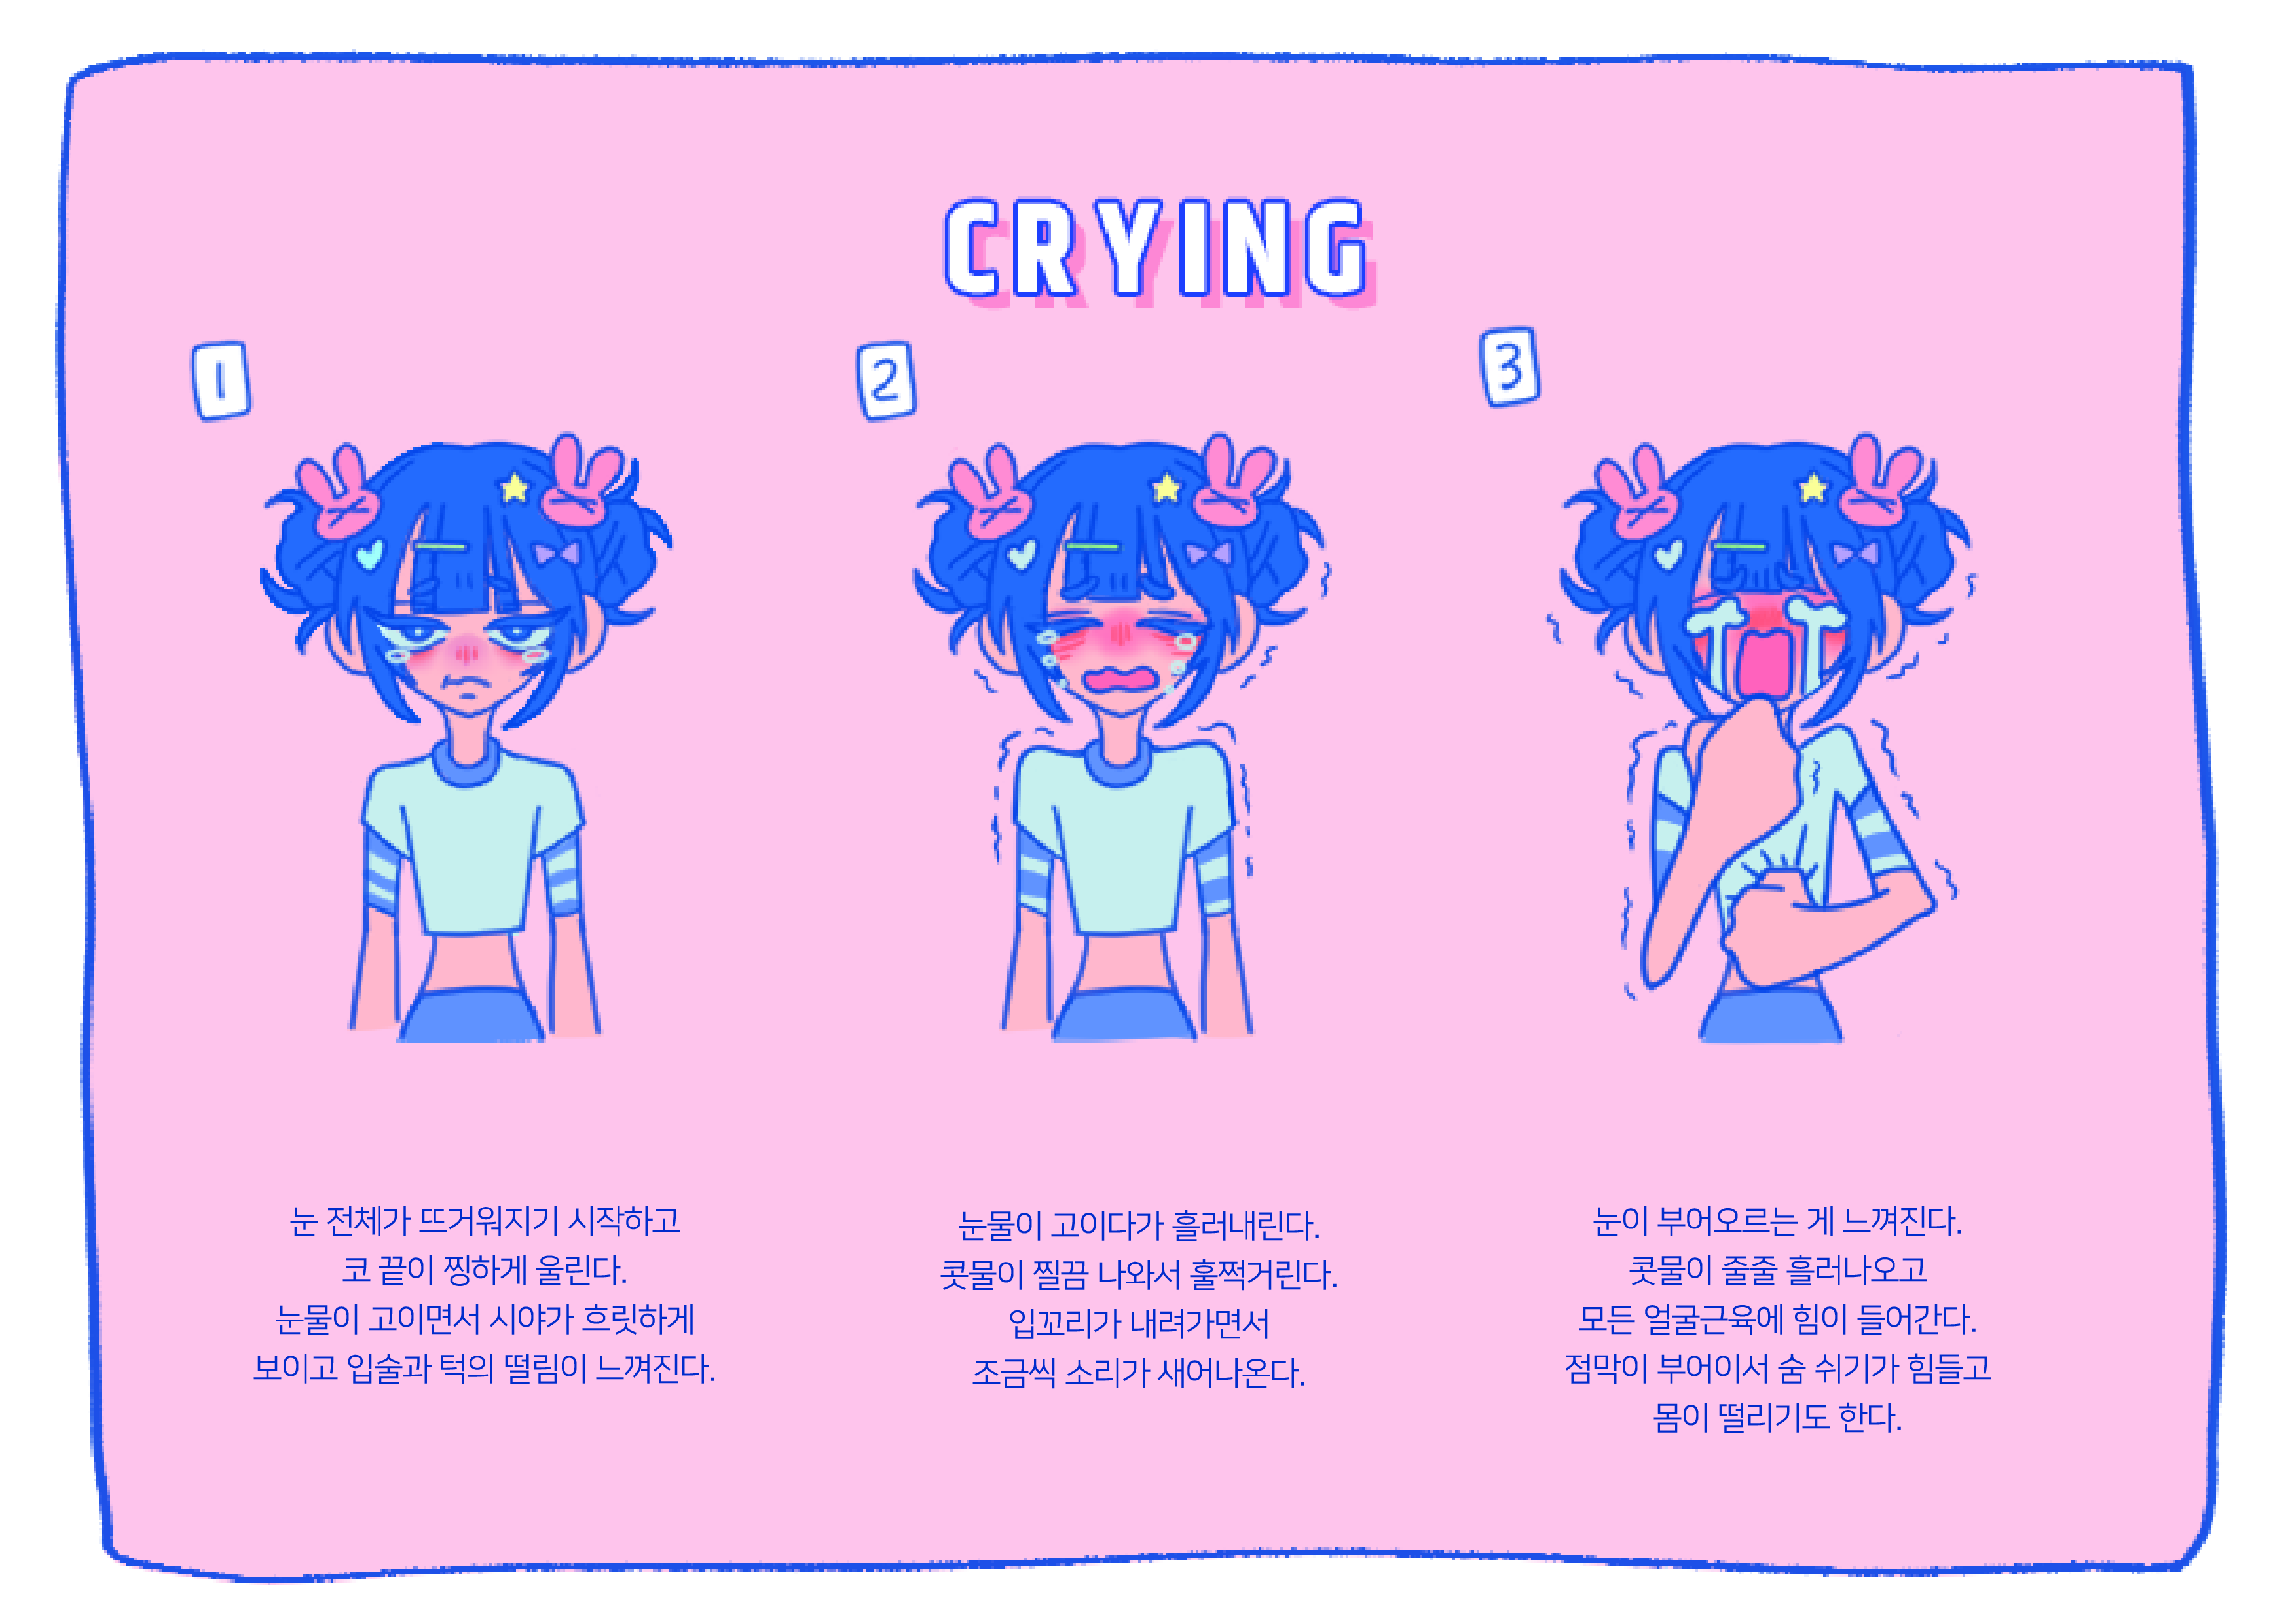 CRYING
1
2
3
눈 전체가 뜨거워지기 시작하고
코 끝이 찡하게 울린다.
눈물이 고이면서 시야가 흐릿하게
보이고 입술과 턱의 떨림이 느껴진다.
눈물이 고이다가 흘러내린다.
콧물이 찔끔 나와서 훌쩍거린다.
입꼬리가 내려가면서
조금씩 소리가 새어나온다.
눈이 부어오르는 게 느껴진다.
콧물이 줄줄 흘러나오고
모든 얼굴근육에 힘이 들어간다.
점막이 부어이서 숨 쉬기가 힘들고
몸이 떨리기도 한다.